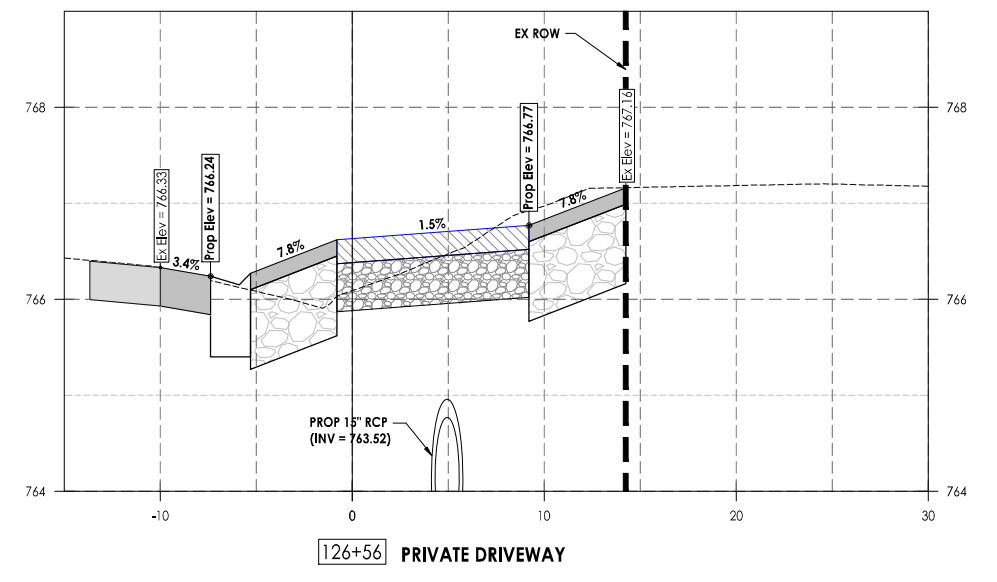 EX ROW
768
768
Ex Elev = 767.16
Prop Elev = 766.77
Ex Elev = 766.33
Prop Elev = 766.24
3.4%
7.8%
1.5%
7.8%
766
766
PROP 15" RCP
(INV = 763.52)
764
764
-10
0
10
20
30
126+56 PRIVATE DRIVEWAY